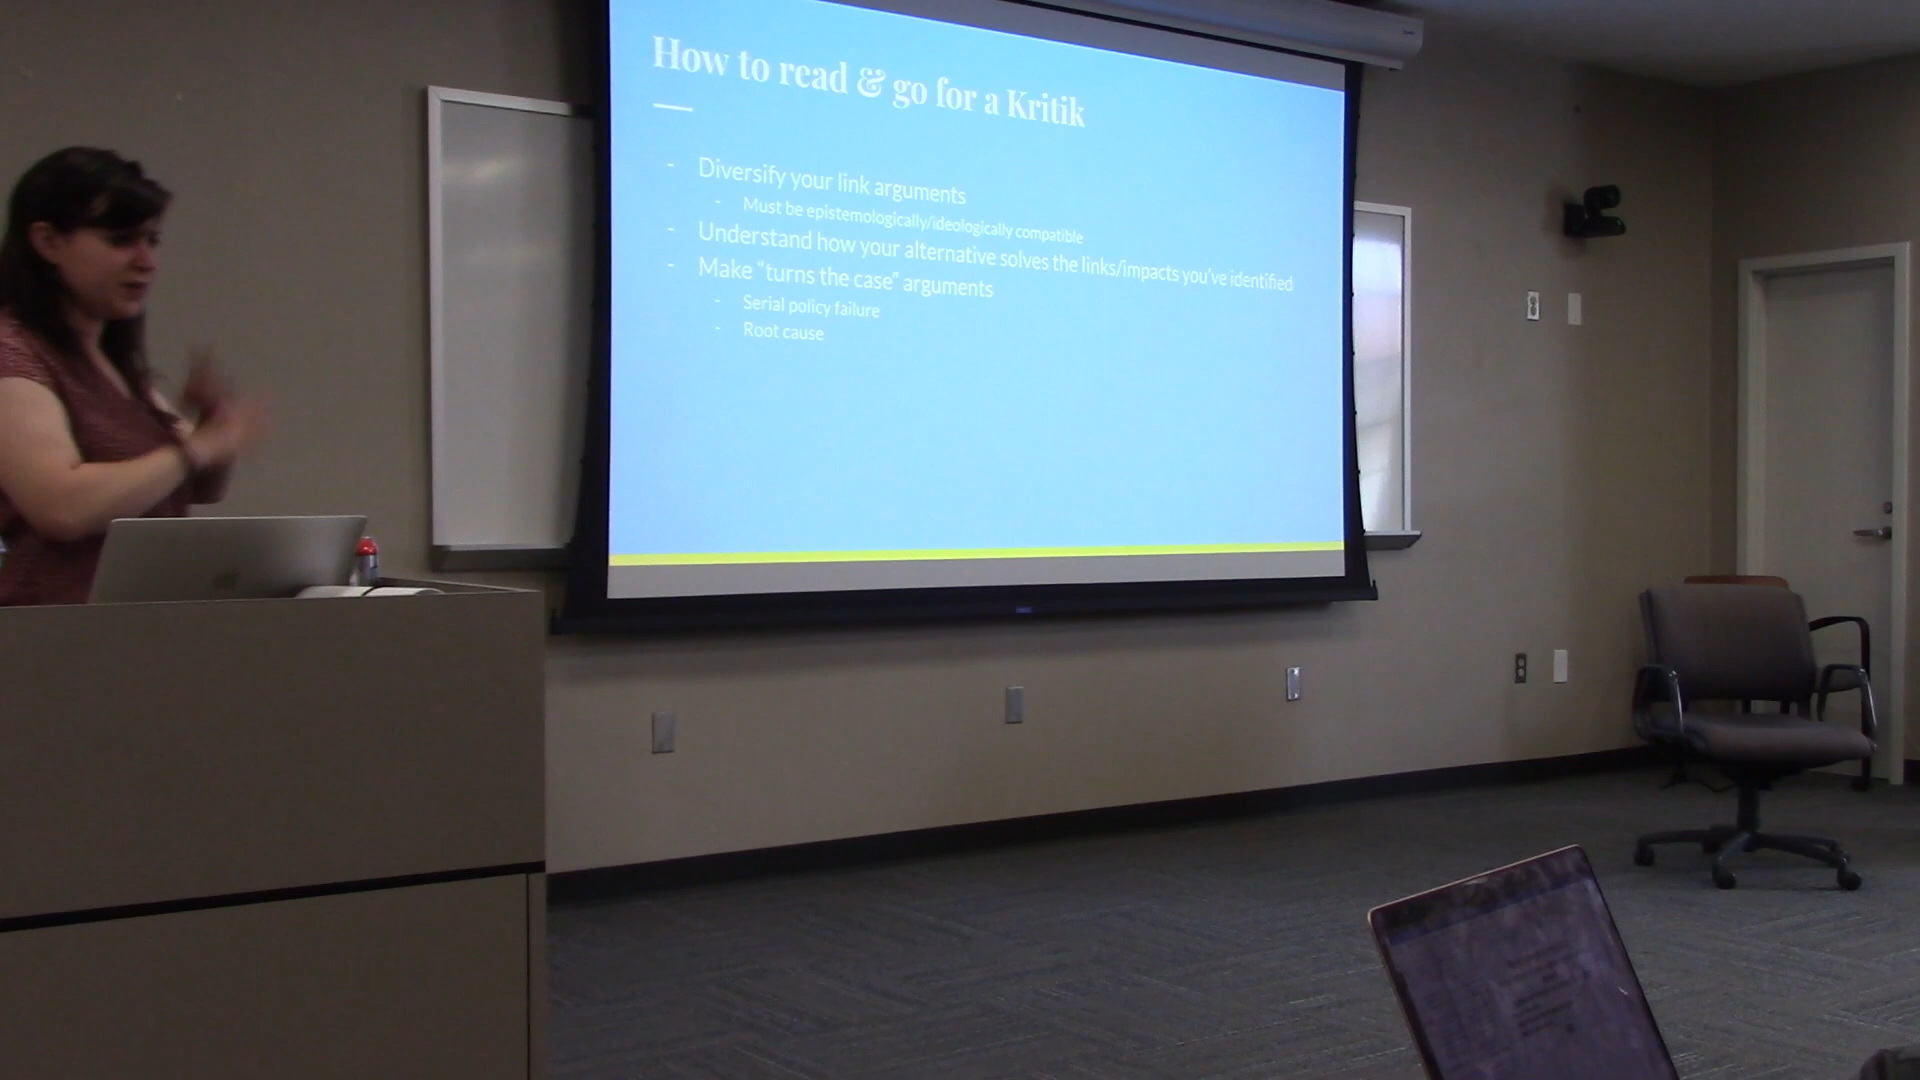 How to read & go for a Kritik
- Diversify your link arguments
- Must be epistemologically/ideologically compatible
- Understand how your alternative solves the links/impacts you've identified
- Make "turns the case" arguments
- Serial policy failure
- Root cause